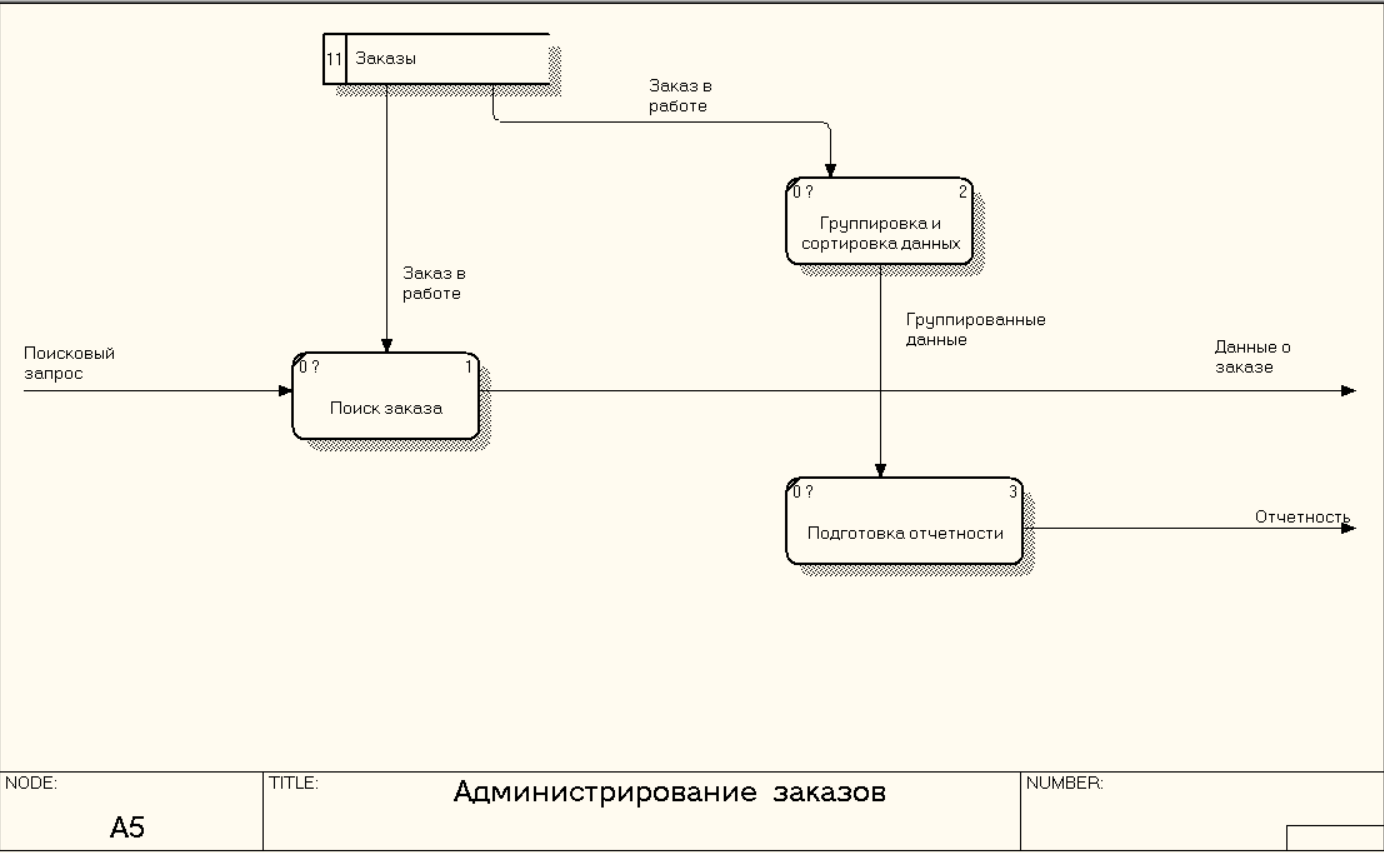 11 Заказы
Заказ в
работе
0 ? 2
Группировка и
сортировка данных
Заказ в
работе
Группированные
данные
Поисковый
запрос
Данные о
заказе
0 ? 1
Поиск заказа
0 ? 3
Подготовка отчетности
Отчетность
NODE:
A5
TITLE:
Администрирование заказов
NUMBER: